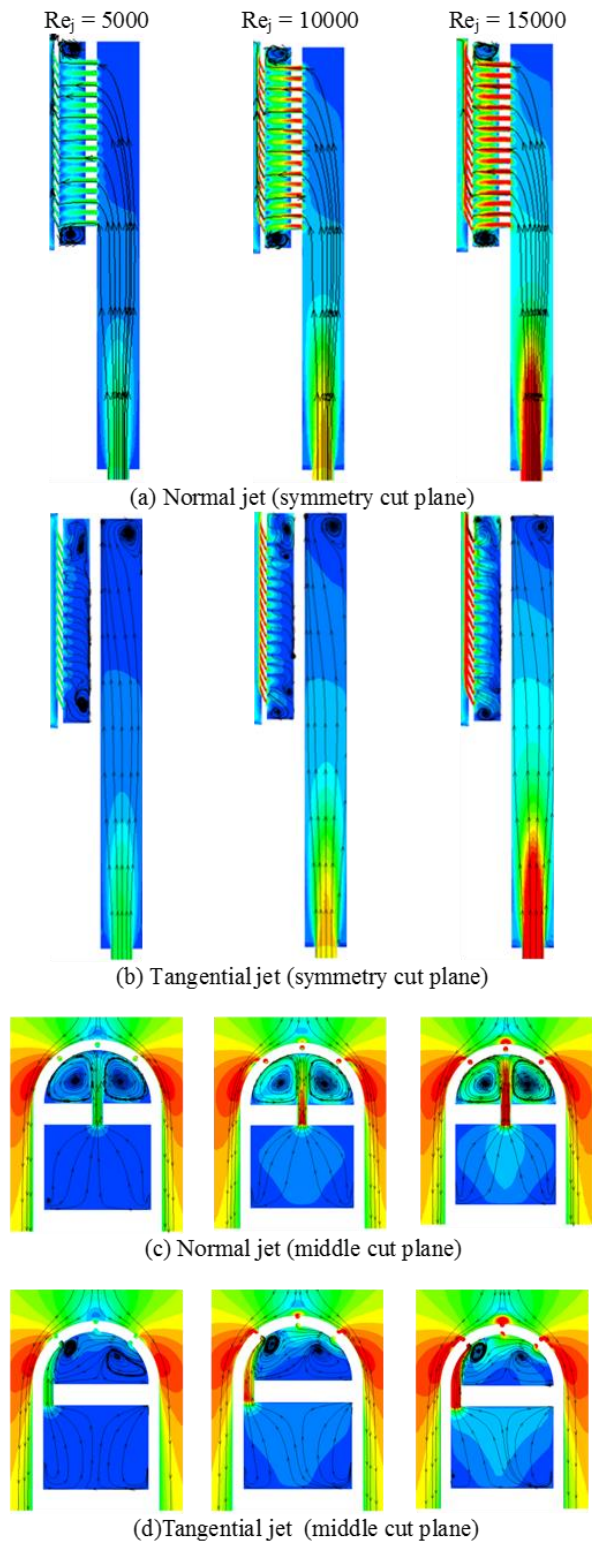 Rej = 5000 Rej = 10000 Rej = 15000
(a) Normal jet (symmetry cut plane)
(b) Tangential jet (symmetry cut plane)
(c) Normal jet (middle cut plane)
(d)Tangential jet (middle cut plane)